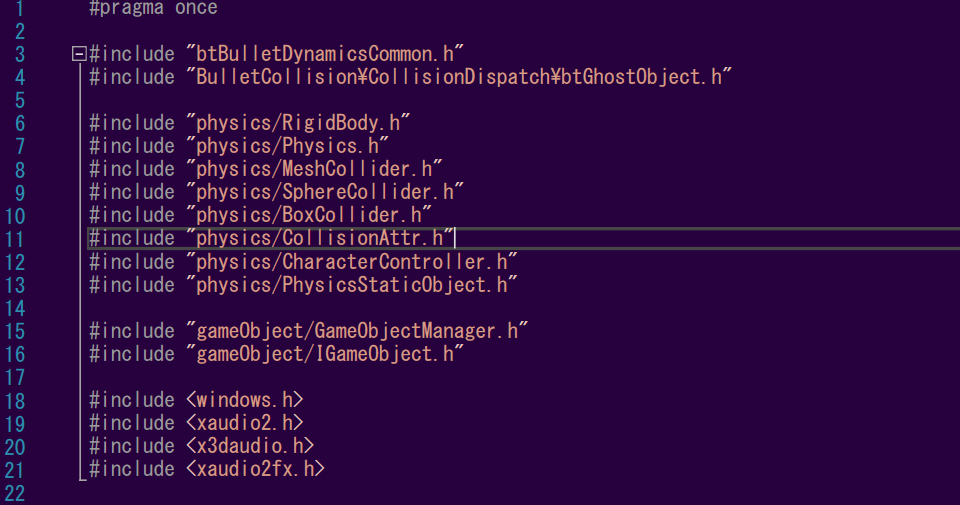 1 #pragma once
2
3 #include "btBulletDynamicsCommon.h"
4 #include "BulletCollision¥CollisionDispatch¥btGhostObject.h"
5
6 #include "physics/RigidBody.h"
7 #include "physics/Physics.h"
8 #include "physics/MeshCollider.h"
9 #include "physics/SphereCollider.h"
10 #include "physics/BoxCollider.h"
11 #include "physics/CollisionAttr.h"
12 #include "physics/CharacterController.h"
13 #include "physics/PhysicsStaticObject.h"
14
15 #include "gameObject/GameObjectManager.h"
16 #include "gameObject/IGameObject.h"
17
18 #include <windows.h>
19 #include <xaudio2.h>
20 #include <x3daudio.h>
21 #include <xaudio2fx.h>
22